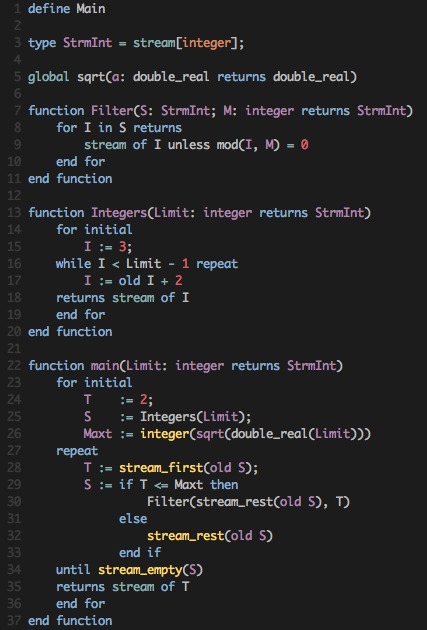 1 define Main
2
3 type StrmInt = stream[integer];
4
5 global sqrt(a: double_real returns double_real)
6
7 function Filter(S: StrmInt; M: integer returns StrmInt)
8     for I in S returns
9         stream of I unless mod(I, M) = 0
10     end for
11 end function
12
13 function Integers(Limit: integer returns StrmInt)
14     for initial
15         I := 3;
16     while I < Limit - 1 repeat
17         I := old I + 2
18     returns stream of I
19     end for
20 end function
21
22 function main(Limit: integer returns StrmInt)
23     for initial
24         T    := 2;
25         S    := Integers(Limit);
26         Maxt := integer(sqrt(double_real(Limit)))
27     repeat
28         T := stream_first(old S);
29         S := if T <= Maxt then
30                  Filter(stream_rest(old S), T)
31              else
32                  stream_rest(old S)
33              end if
34     until stream_empty(S)
35     returns stream of T
36     end for
37 end function